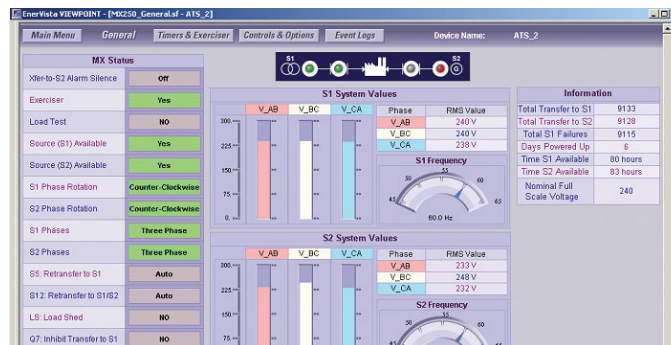 EnerVista VIEWPOINT - [MX250_General.sf - ATS_2]
Main Menu General Timers & Exerciser Controls & Options Event Logs Device Name: ATS_2
MX Status
Xfer-to-S2 Alarm Silence Off
Exerciser Yes
Load Test NO
Source (S1) Available Yes
Source (S2) Available Yes
S1 Phase Rotation Counter-Clockwise
S2 Phase Rotation Counter-Clockwise
S1 Phases Three Phase
S2 Phases Three Phase
S5: Retransfer to S1 Auto
S12: Retransfer to S1/S2 Auto
LS: Load Shed NO
Q7: Inhibit Transfer to S1 NO
S1 S2
S1 System Values
V_AB V_BC V_CA
300.
225.
150.
75.
0.
Phase RMS Value
V_AB 240 V
V_BC 240 V
V_CA 238 V
S1 Frequency
45 50 55 60 65
60.0 Hz
S2 System Values
V_AB V_BC V_CA
300.
225.
150.
75.
Phase RMS Value
V_AB 233 V
V_BC 248 V
V_CA 232 V
S2 Frequency
50 55 60
Information
Total Transfer to S1 9133
Total Transfer to S2 9128
Total S1 Failures 9115
Days Powered Up 6
Time S1 Available 80 hours
Time S2 Available 83 hours
Nominal Full
Scale Voltage 240